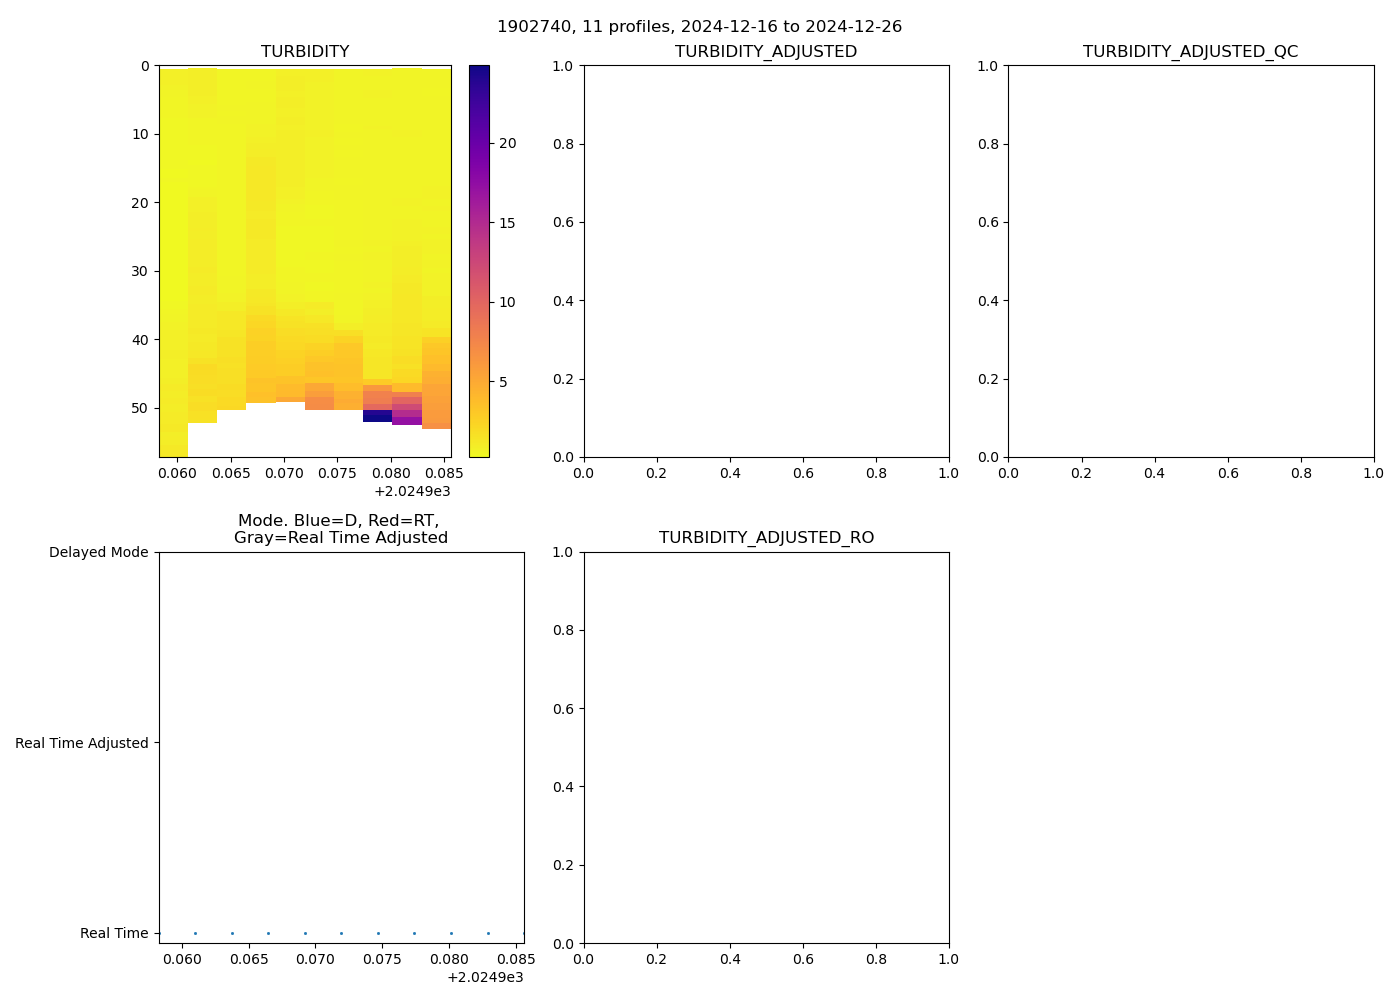 1902740, 11 profiles, 2024-12-16 to 2024-12-26
TURBIDITY
0
10
20
30
40
50
0.060 0.065 0.070 0.075 0.080 0.085
+2.0249e3
20
15
10
5
TURBIDITY_ADJUSTED
1.0
0.8
0.6
0.4
0.2
0.0
0.0 0.2 0.4 0.6 0.8 1.0
TURBIDITY_ADJUSTED_QC
1.0
0.8
0.6
0.4
0.2
0.0
0.0 0.2 0.4 0.6 0.8 1.0
Mode. Blue=D, Red=RT,
Gray=Real Time Adjusted
Delayed Mode
Real Time Adjusted
Real Time
0.060 0.065 0.070 0.075 0.080 0.085
+2.0249e3
TURBIDITY_ADJUSTED_RO
1.0
0.8
0.6
0.4
0.2
0.0
0.0 0.2 0.4 0.6 0.8 1.0